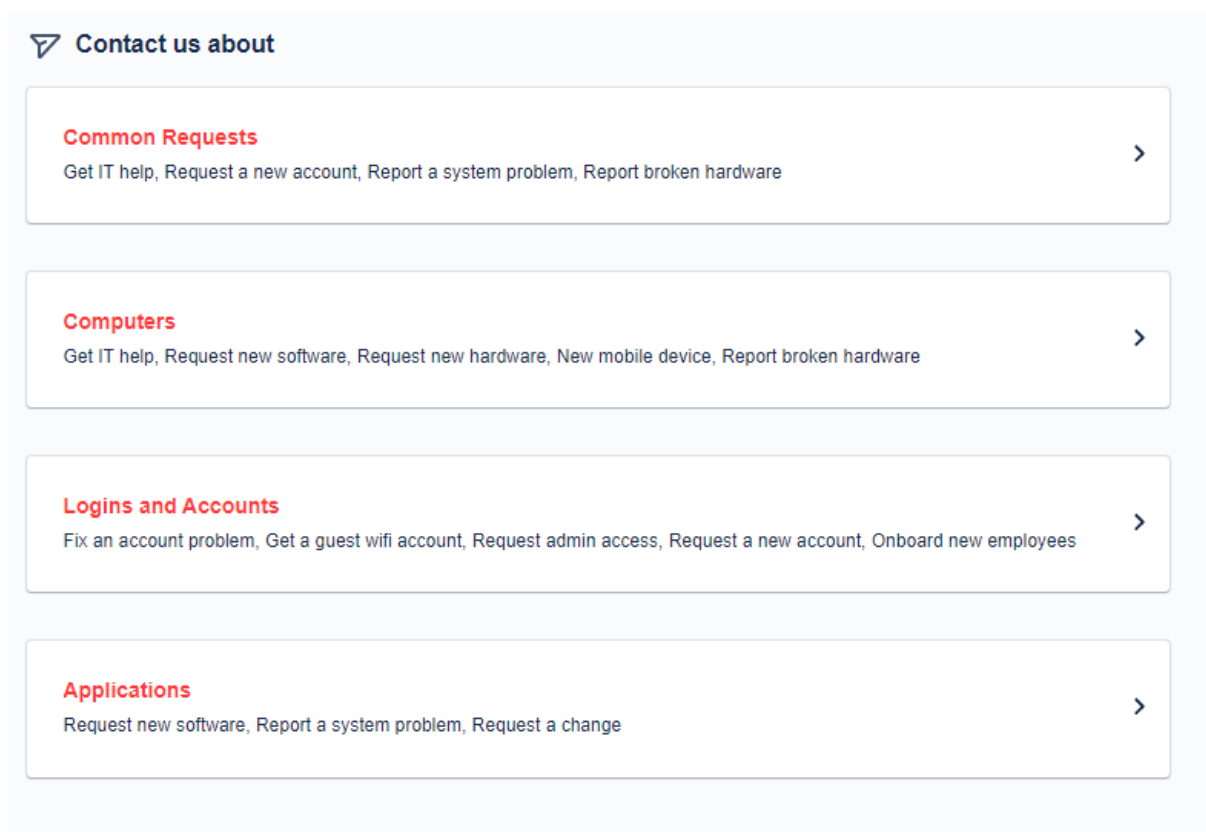 Contact us about
Common Requests
Get IT help, Request a new account, Report a system problem, Report broken hardware
Computers
Get IT help, Request new software, Request new hardware, New mobile device, Report broken hardware
Logins and Accounts
Fix an account problem, Get a guest wifi account, Request admin access, Request a new account, Onboard new employees
Applications
Request new software, Report a system problem, Request a change